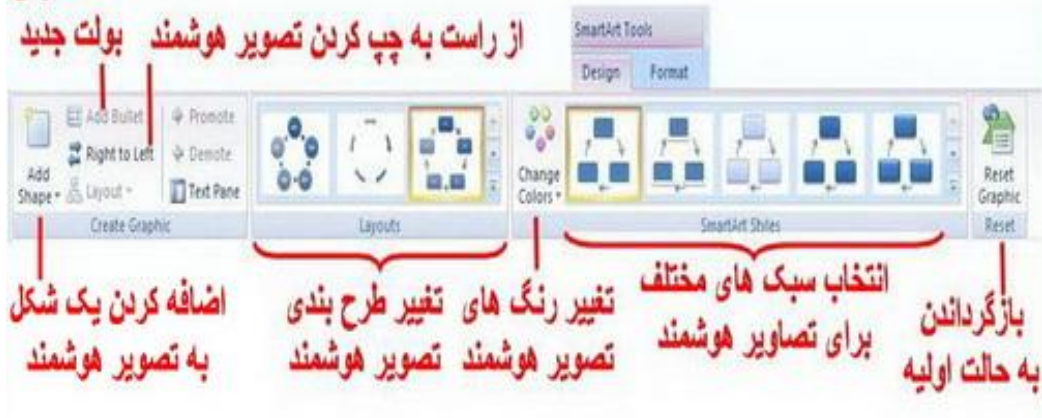 بولت جدید
از راست به چپ کردن تصویر هوشمند
SmartArt Tools
Design
Format
Add Shape
Add Bullet
Right to Left
Layout
Promote
Demote
Text Pane
Create Graphic
Layouts
Change Colors
SmartArt Styles
Reset Graphic
Reset
اضافه کردن یک شکل
به تصویر هوشمند
تغییر طرح بندی
تصویر هوشمند
تغییر رنگ های
تصویر هوشمند
انتخاب سبک های مختلف
برای تصاویر هوشمند
بازگرداندن
به حالت اولیه